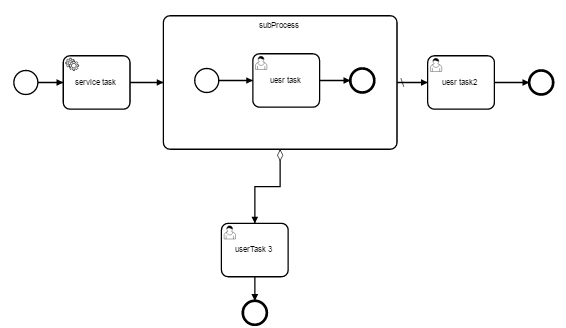 subProcess
service task
uesr task
uesr task2
userTask 3